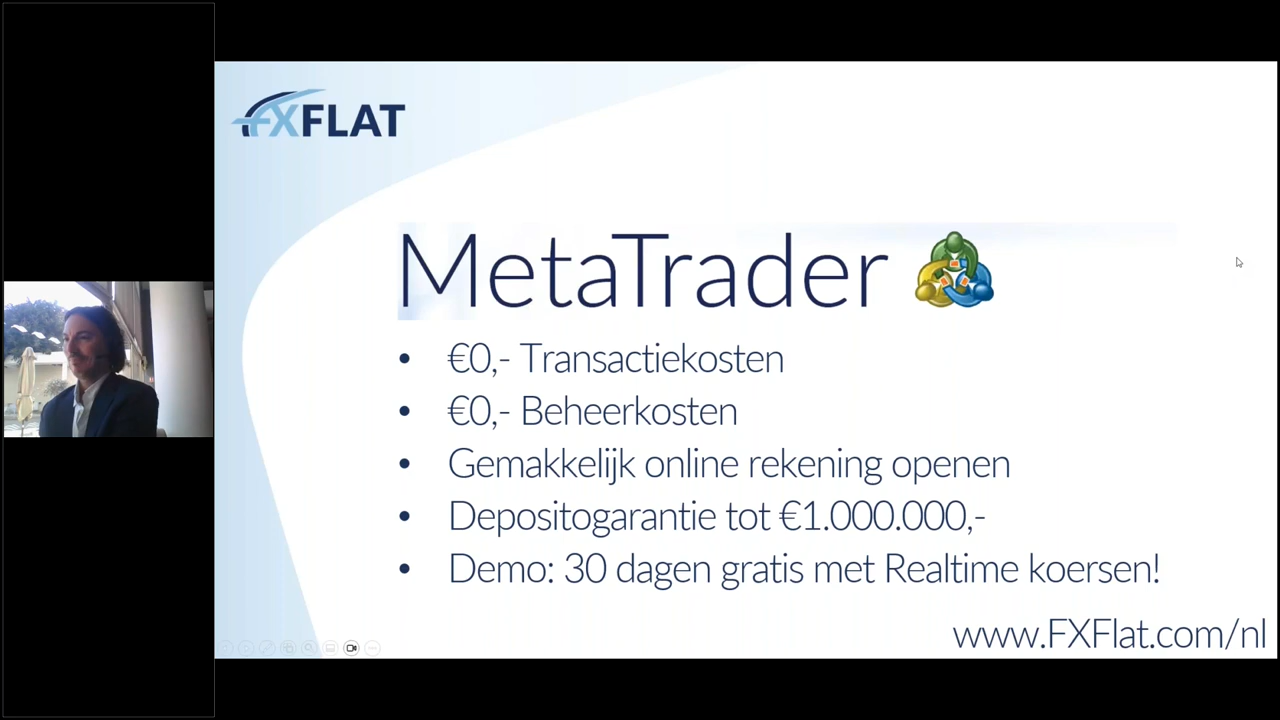 FXFLAT
MetaTrader
• €0,- Transactiekosten
• €0,- Beheerkosten
• Gemakkelijk online rekening openen
• Depositogarantie tot €1.000.000,-
• Demo: 30 dagen gratis met Realtime koersen!
www.FXFlat.com/nl